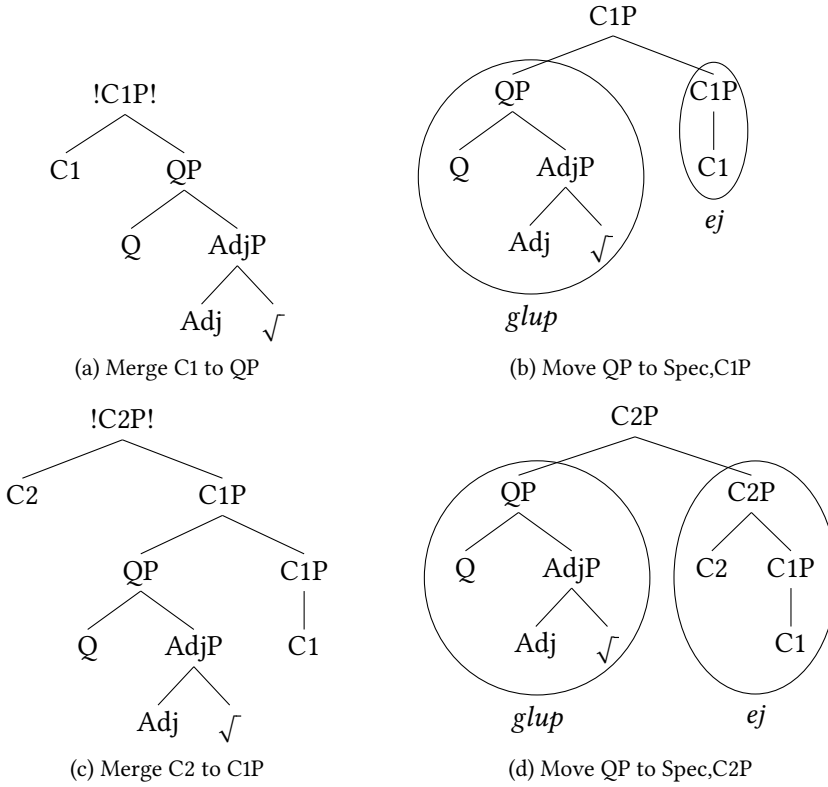 !C1P!
C1 QP
Q AdjP
Adj √
(a) Merge C1 to QP
C1P
QP C1P
Q AdjP C1
Adj √ ej
glup
(b) Move QP to Spec,C1P
!C2P!
C2 C1P
QP C1P
Q AdjP C1
Adj √
(c) Merge C2 to C1P
C2P
QP C2P
Q AdjP C2 C1P
Adj √ C1
glup ej
(d) Move QP to Spec,C2P